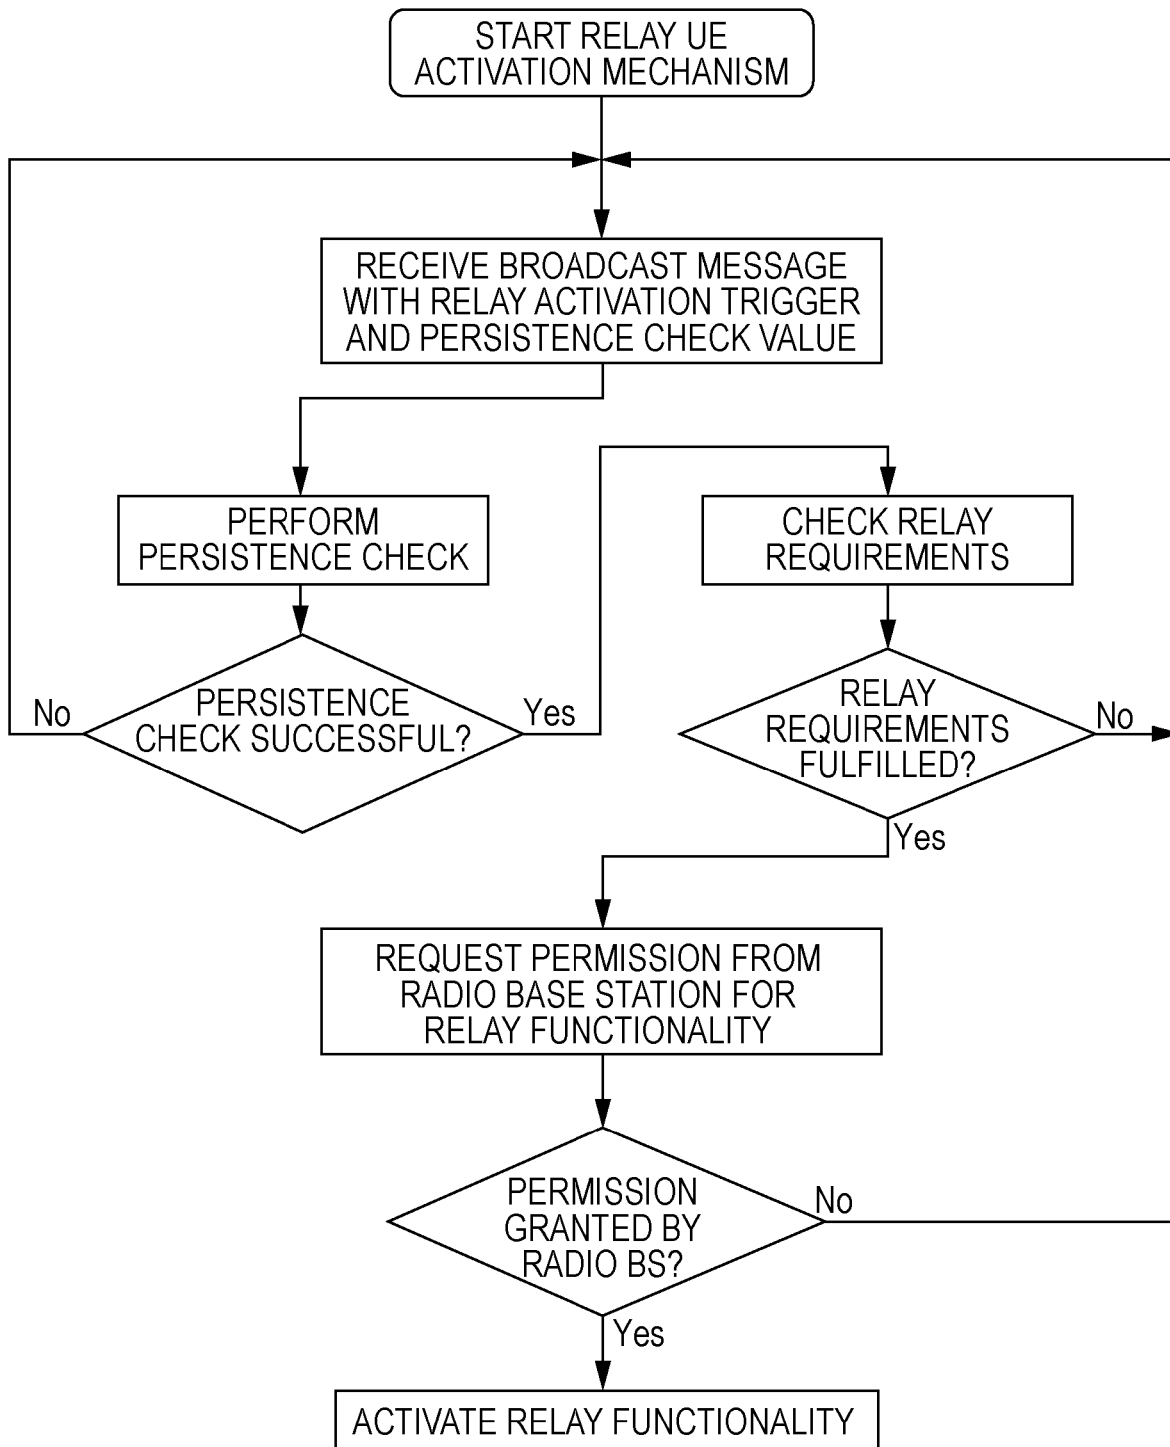 START RELAY UE
ACTIVATION MECHANISM
RECEIVE BROADCAST MESSAGE
WITH RELAY ACTIVATION TRIGGER
AND PERSISTENCE CHECK VALUE
PERFORM
PERSISTENCE CHECK
CHECK RELAY
REQUIREMENTS
No
PERSISTENCE
CHECK SUCCESSFUL?
Yes
RELAY
REQUIREMENTS
FULFILLED?
No
Yes
REQUEST PERMISSION FROM
RADIO BASE STATION FOR
RELAY FUNCTIONALITY
PERMISSION
GRANTED BY
RADIO BS?
No
Yes
ACTIVATE RELAY FUNCTIONALITY